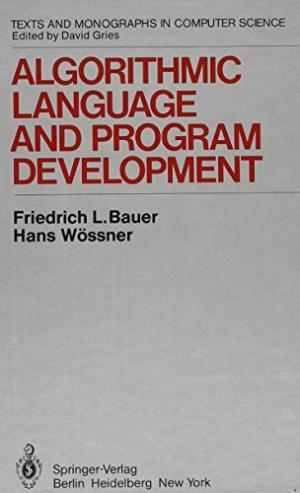 TEXTS AND MONOGRAPHS IN COMPUTER SCIENCE
Edited by David Gries
ALGORITHMIC
LANGUAGE
AND PROGRAM
DEVELOPMENT
Friedrich L. Bauer
Hans Wössner
Springer-Verlag
Berlin Heidelberg New York